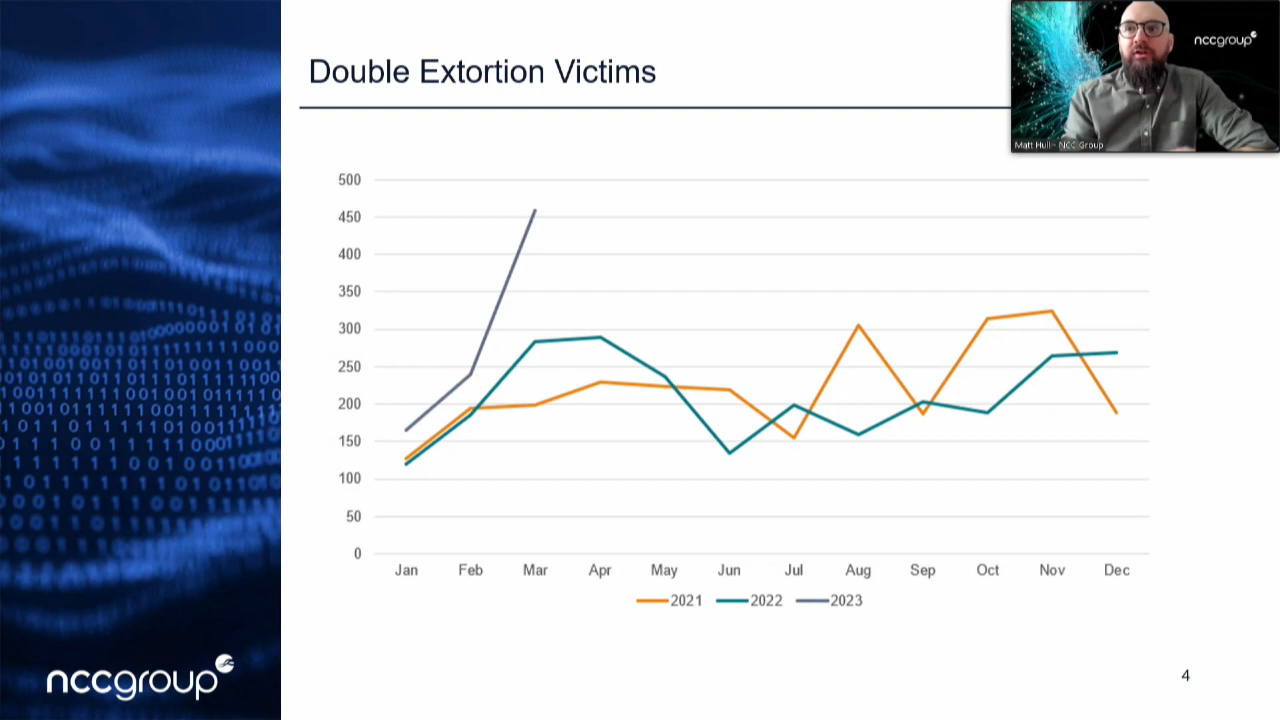 Double Extortion Victims
nccgroup
Matt Hull - NCC Group
500
450
400
350
300
250
200
150
100
50
0
Jan Feb Mar Apr May Jun Jul Aug Sep Oct Nov Dec
2021 2022 2023
nccgroup
4